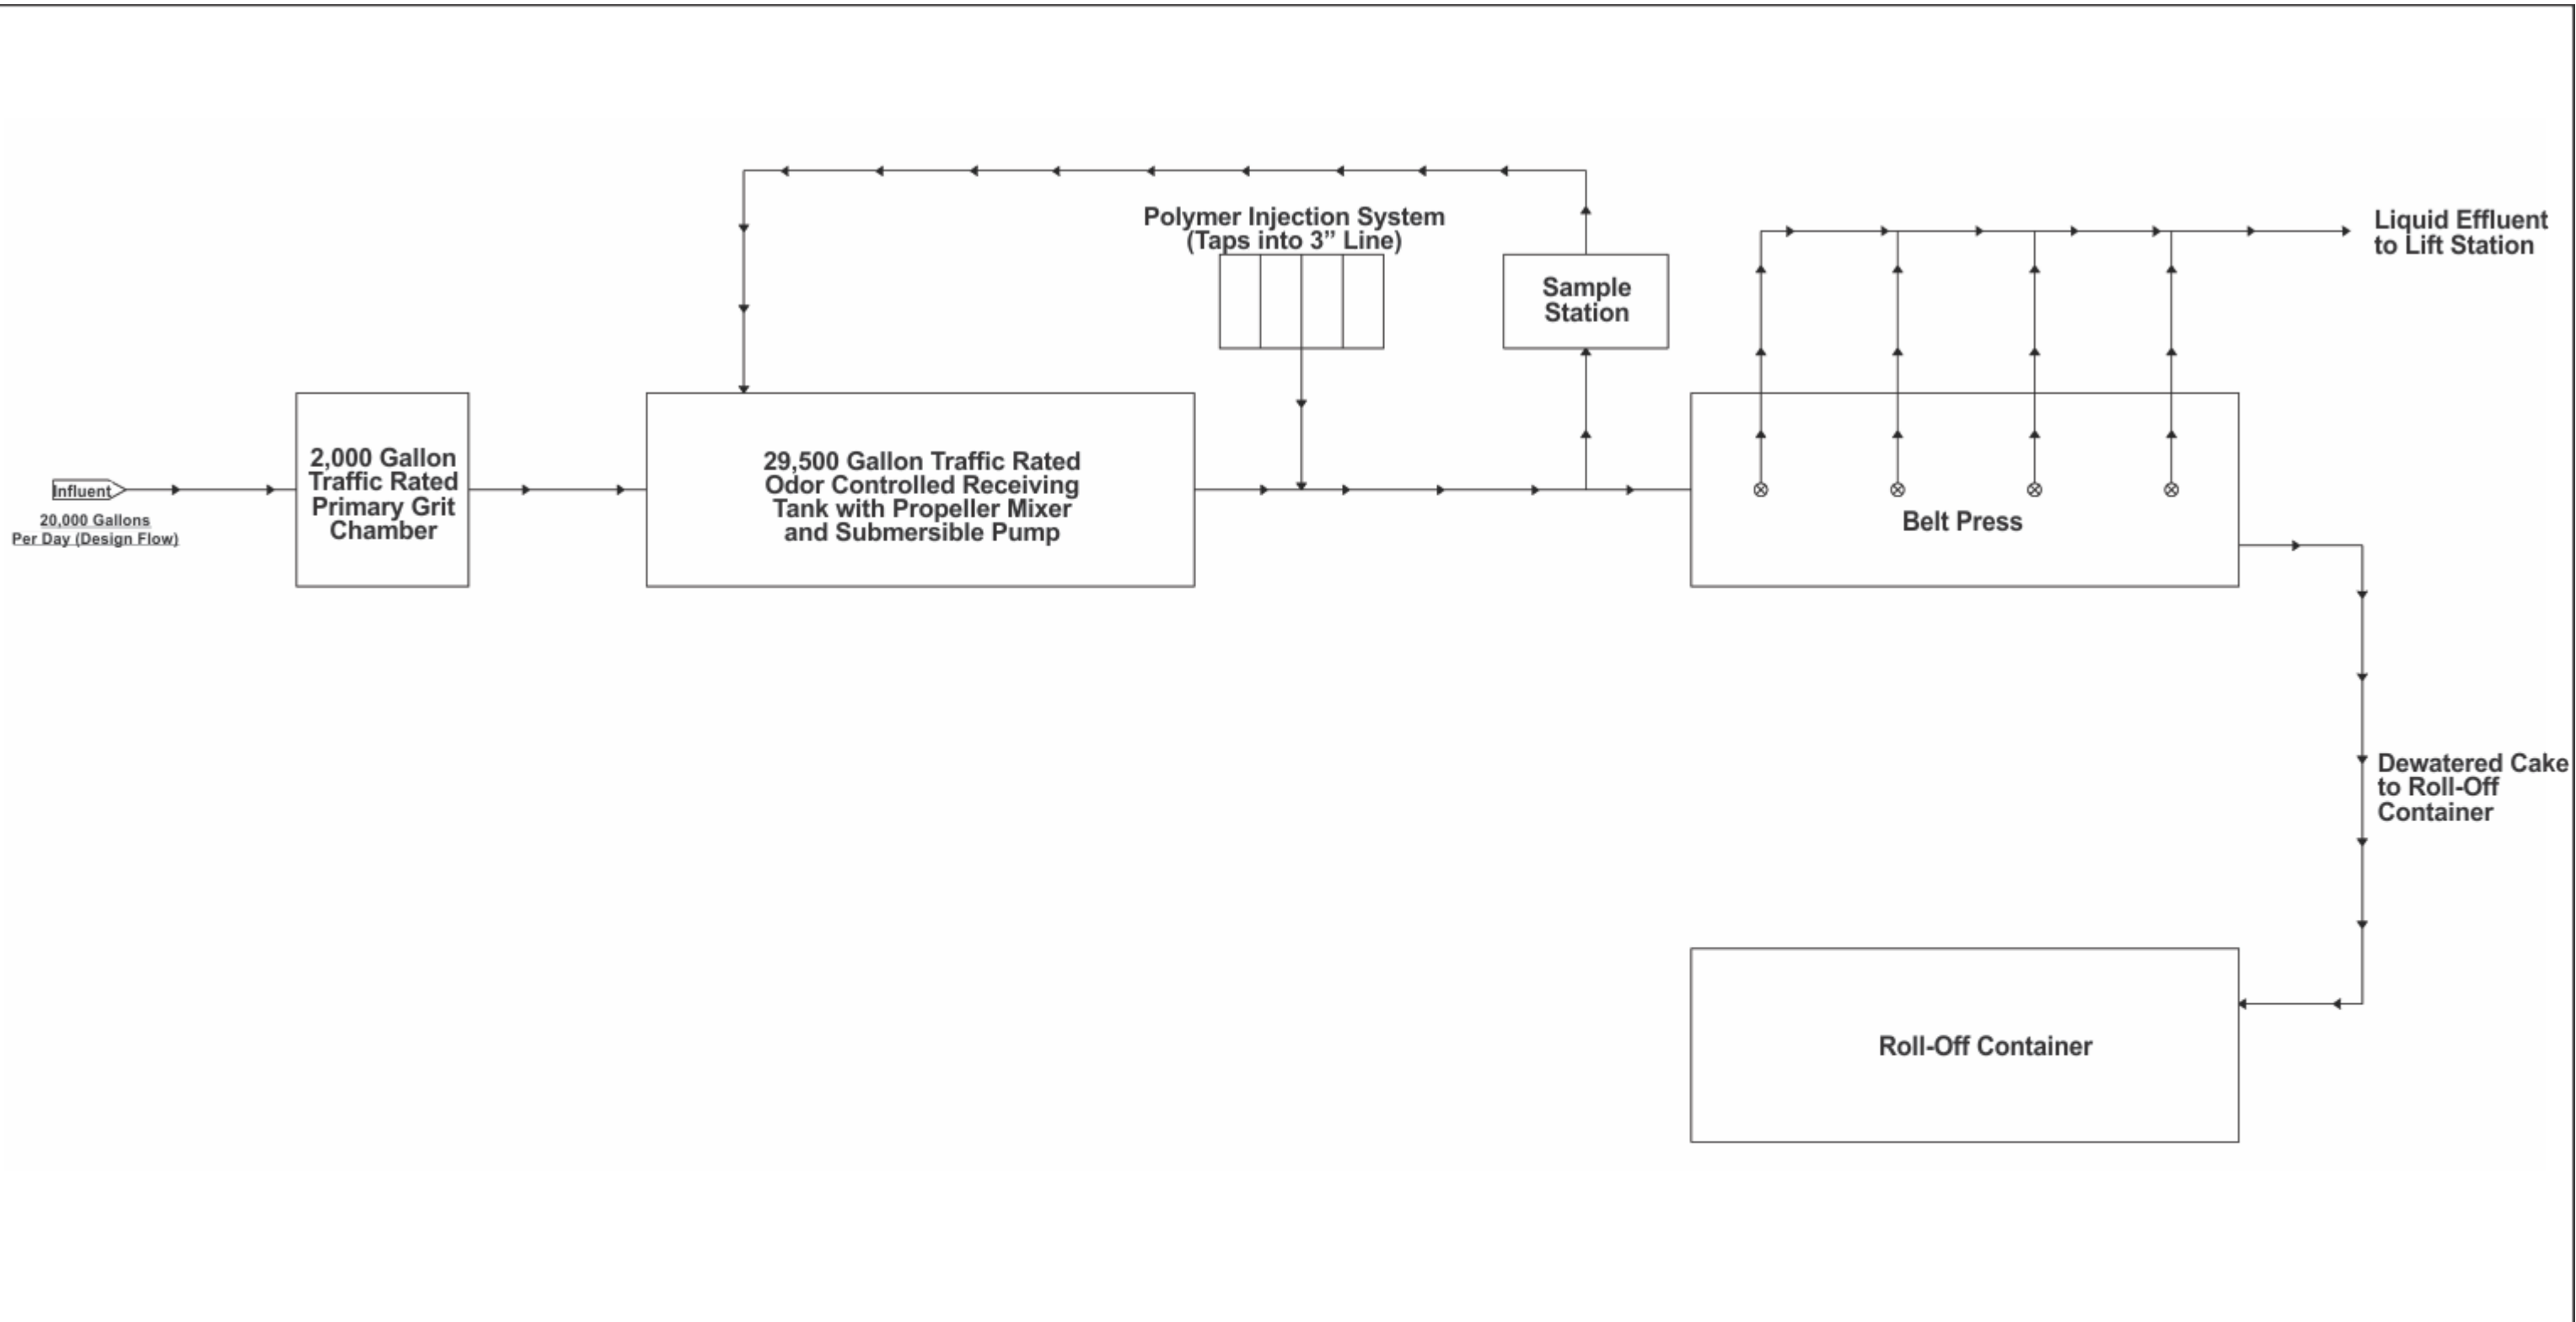 Polymer Injection System
(Taps into 3” Line)
Liquid Effluent
to Lift Station
Sample
Station
2,000 Gallon
Traffic Rated
Primary Grit
Chamber
29,500 Gallon Traffic Rated
Odor Controlled Receiving
Tank with Propeller Mixer
and Submersible Pump
Influent
20,000 Gallons
Per Day (Design Flow)
Belt Press
Dewatered Cake
to Roll-Off
Container
Roll-Off Container